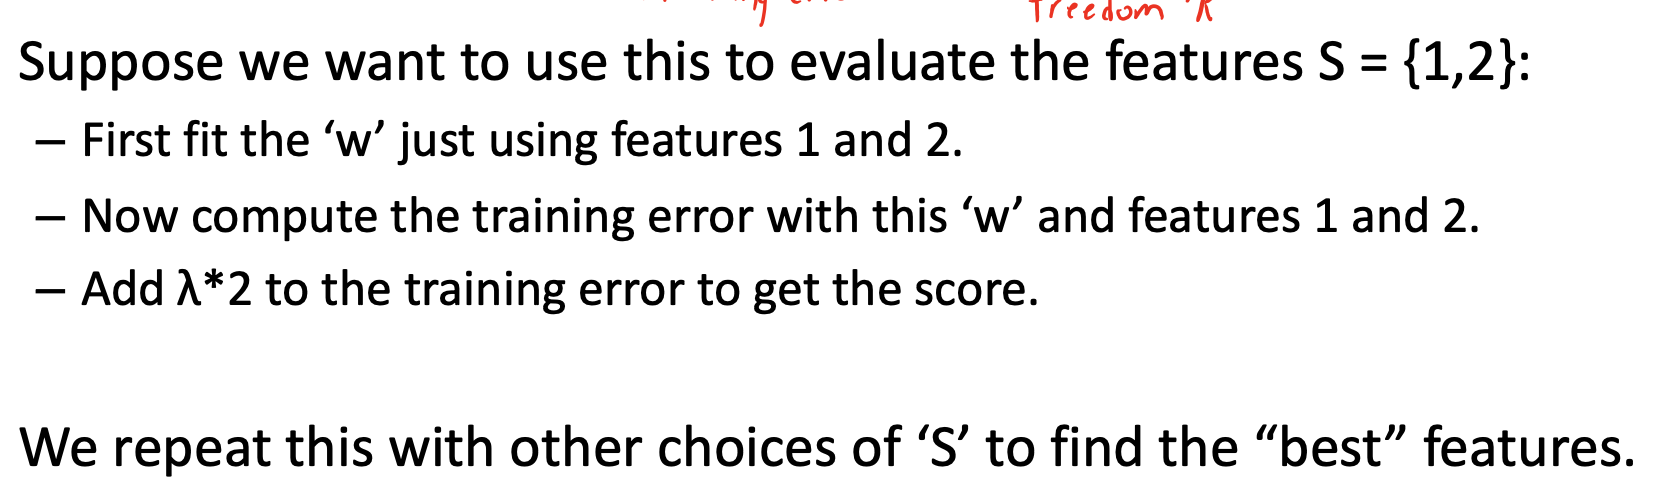 freedom 'k'
Suppose we want to use this to evaluate the features S = {1,2}:
– First fit the ‘w’ just using features 1 and 2.
– Now compute the training error with this ‘w’ and features 1 and 2.
– Add λ*2 to the training error to get the score.
We repeat this with other choices of ‘S’ to find the “best” features.